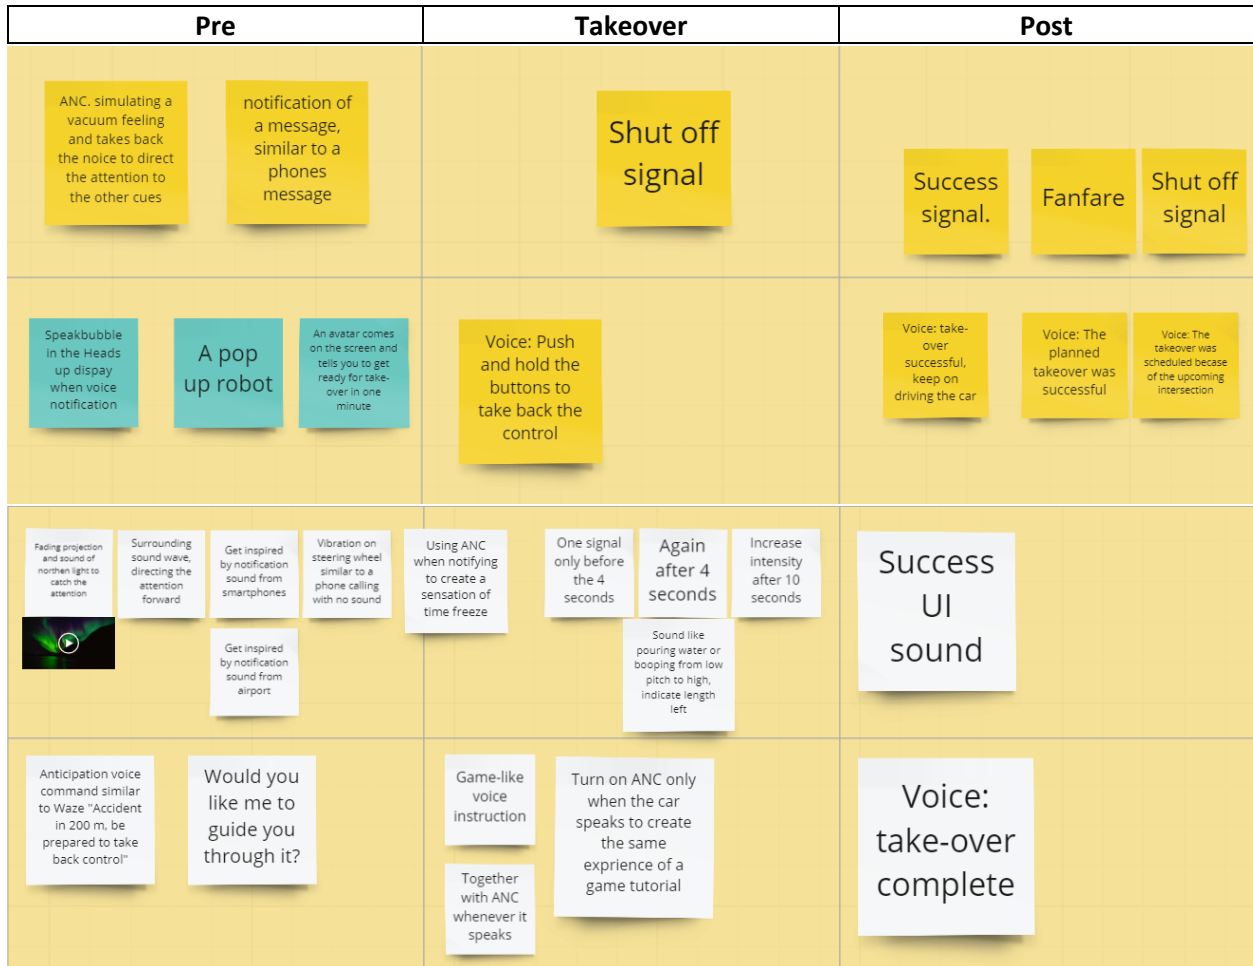 Pre
Takeover
Post
ANC. simulating a
vacuum feeling
and takes back
the noice to direct
the attention to
the other cues
notification of
a message,
similar to a
phones
message
Shut off
signal
Success
signal.
Fanfare
Shut off
signal
Speakbubble
in the Heads
up dispay
when voice
notification
A pop
up robot
An avatar comes
on the screen and
tells you to get
ready for take-
over in one
minute
Voice: Push
and hold the
buttons to
take back the
control
Voice: take-
over
successful,
keep on
driving the car
Voice: The
planned
takeover was
successful
Voice: The
takeover was
scheduled becase
of the upcoming
intersection
Fading projection
and sound of
northen light to
catch the
attention
Surrounding
sound wave,
directing the
attention
forward
Get inspired
by notification
sound from
smartphones
Vibration on
steering wheel
similar to a
phone calling
with no sound
Get inspired
by notification
sound from
airport
Using ANC
when notifying
to create a
sensation of
time freeze
One signal
only before
the 4
seconds
Again
after 4
seconds
Increase
intensity
after 10
seconds
Sound like
pouring water or
booping from low
pitch to high,
indicate length
left
Success
UI
sound
Anticipation voice
command similar
to Waze "Accident
in 200 m, be
prepared to take
back control"
Would you
like me to
guide you
through it?
Game-like
voice
instruction
Together
with ANC
whenever it
speaks
Turn on ANC only
when the car
speaks to create
the same
exprience of a
game tutorial
Voice:
take-over
complete